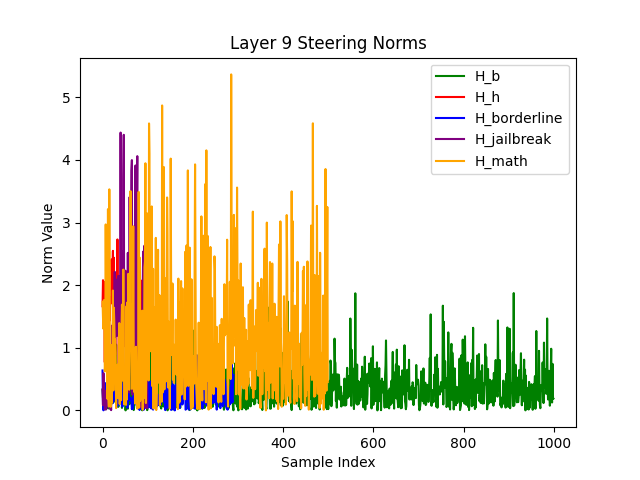 Layer 9 Steering Norms
Norm Value
5
4
3
2
1
0
H_b
H_h
H_borderline
H_jailbreak
H_math
0
200
400
600
800
1000
Sample Index